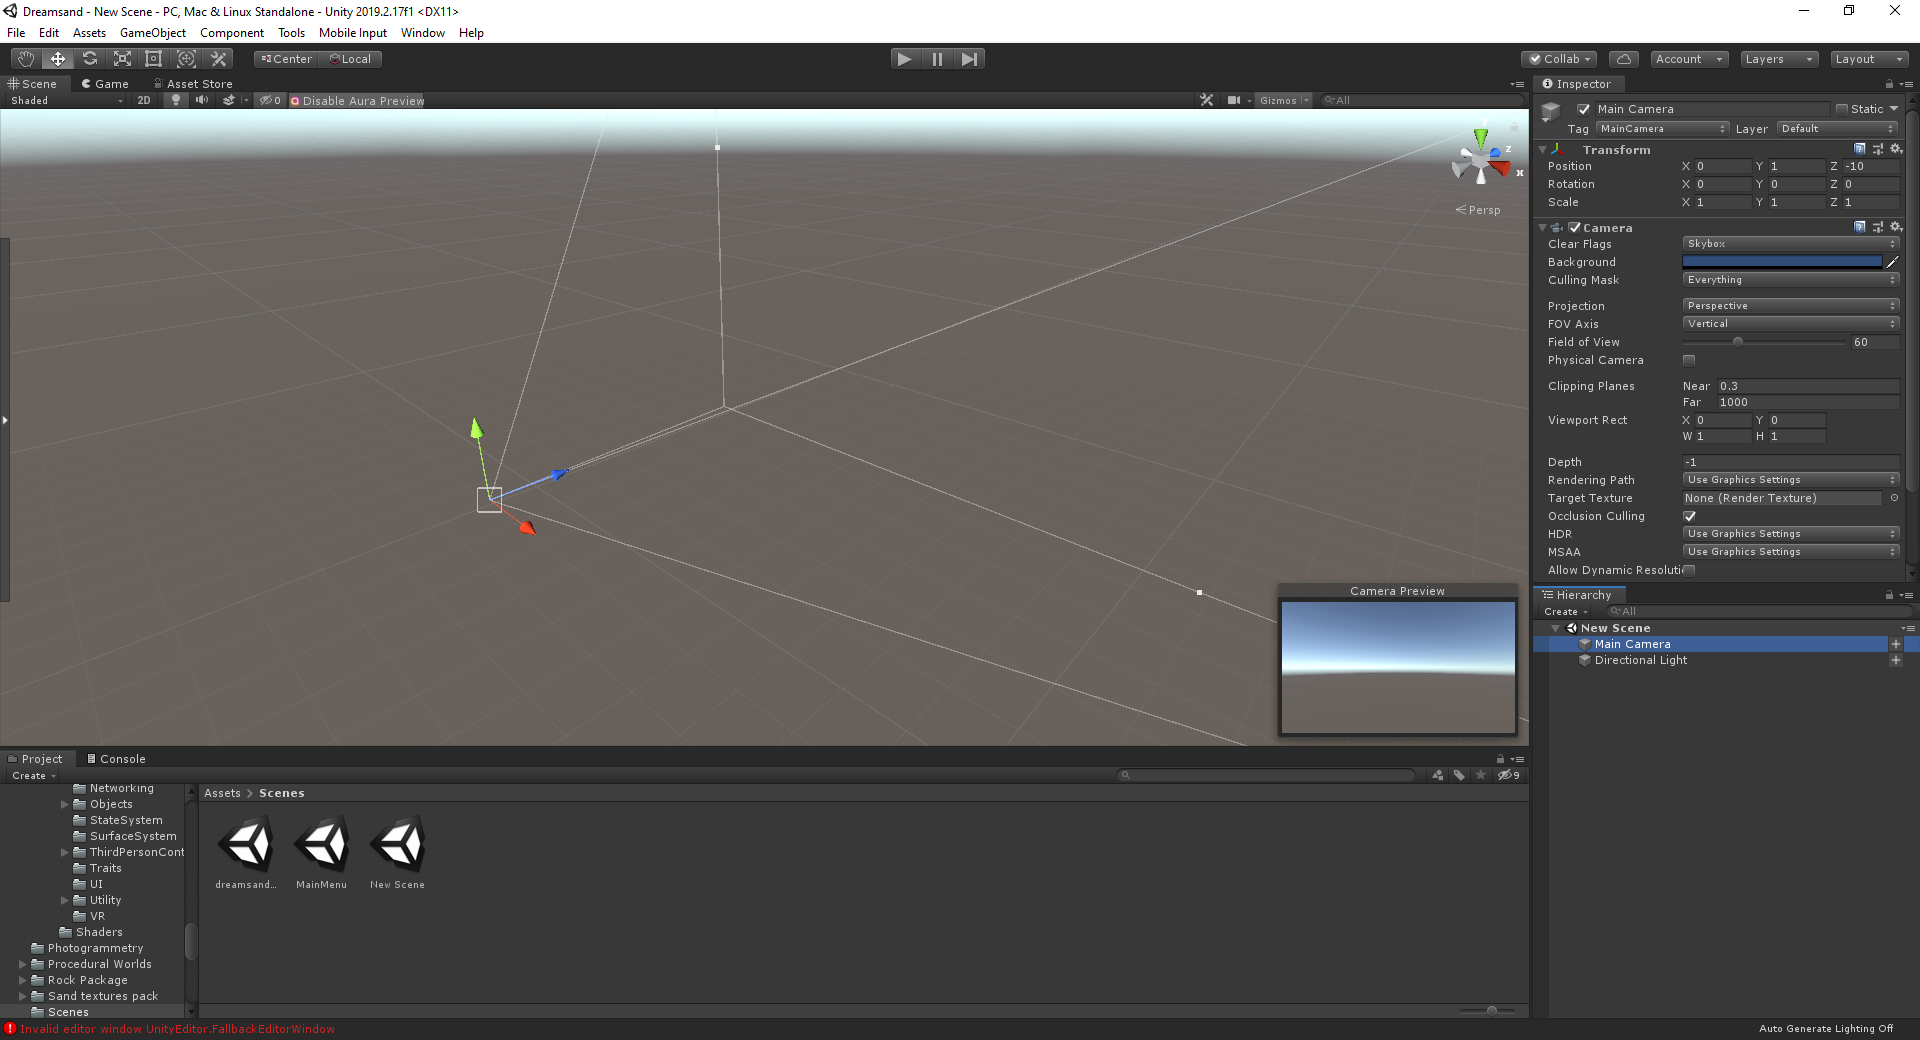 Dreamsand - New Scene - PC, Mac & Linux Standalone - Unity 2019.2.17f1 <DX11>
File Edit Assets GameObject Component Tools Mobile Input Window Help
Center Local
Collab Account Layers Layout
Scene Game Asset Store
Shaded 2D 0 Disable Aura Preview Gizmos All
y
z
x
Persp
Camera Preview
Inspector
Main Camera Static
Tag MainCamera Layer Default
Transform
Position X 0 Y 1 Z -10
Rotation X 0 Y 0 Z 0
Scale X 1 Y 1 Z 1
Camera
Clear Flags Skybox
Background
Culling Mask Everything
Projection Perspective
FOV Axis Vertical
Field of View 60
Physical Camera
Clipping Planes Near 0.3
Far 1000
Viewport Rect X 0 Y 0
W 1 H 1
Depth -1
Rendering Path Use Graphics Settings
Target Texture None (Render Texture)
Occlusion Culling
HDR Use Graphics Settings
MSAA Use Graphics Settings
Allow Dynamic Resoluti
Hierarchy
Create All
New Scene
Main Camera
Directional Light
Project Console
Create 9
Networking
Objects
StateSystem
SurfaceSystem
ThirdPersonCont
Traits
UI
Utility
VR
Shaders
Photogrammetry
Procedural Worlds
Rock Package
Sand textures pack
Scenes
Assets > Scenes
dreamsand... MainMenu New Scene
Invalid editor window UnityEditor.FallbackEditorWindow
Auto Generate Lighting Off